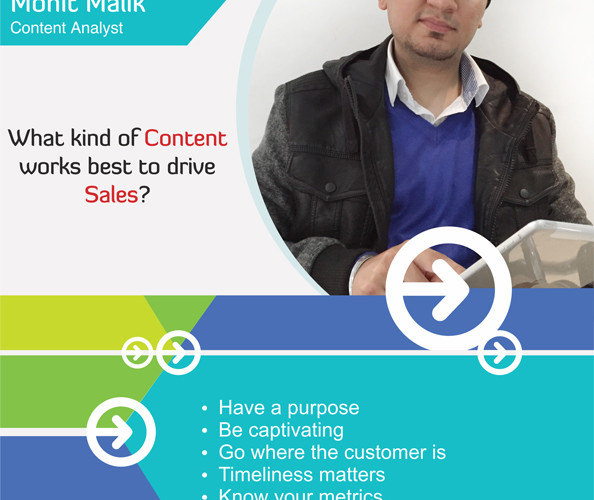 Mohit Malik
Content Analyst
What kind of Content
works best to drive
Sales?
• Have a purpose
• Be captivating
• Go where the customer is
• Timeliness matters
• Know your metrics